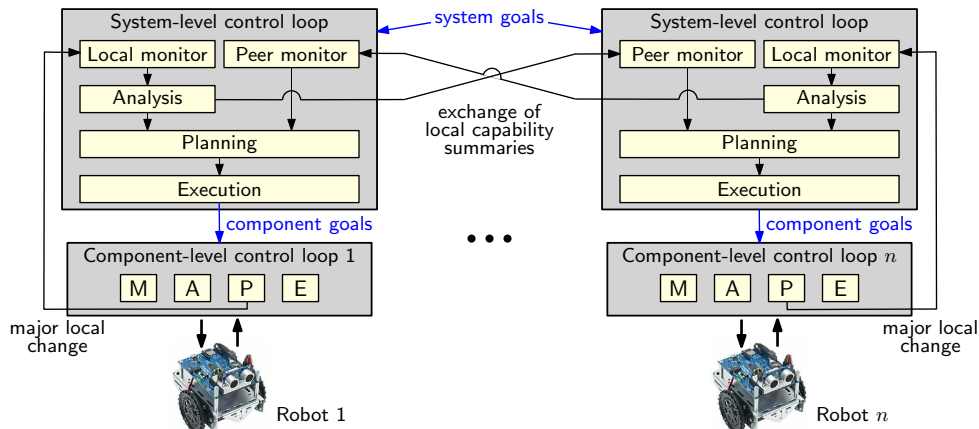 System-level control loop
system goals
System-level control loop
Local monitor
Peer monitor
Peer monitor
Local monitor
Analysis
Analysis
exchange of
local capability
summaries
Planning
Planning
Execution
Execution
component goals
component goals
Component-level control loop 1
Component-level control loop n
M
A
P
E
M
A
P
E
major local
change
major local
change
Robot 1
Robot n